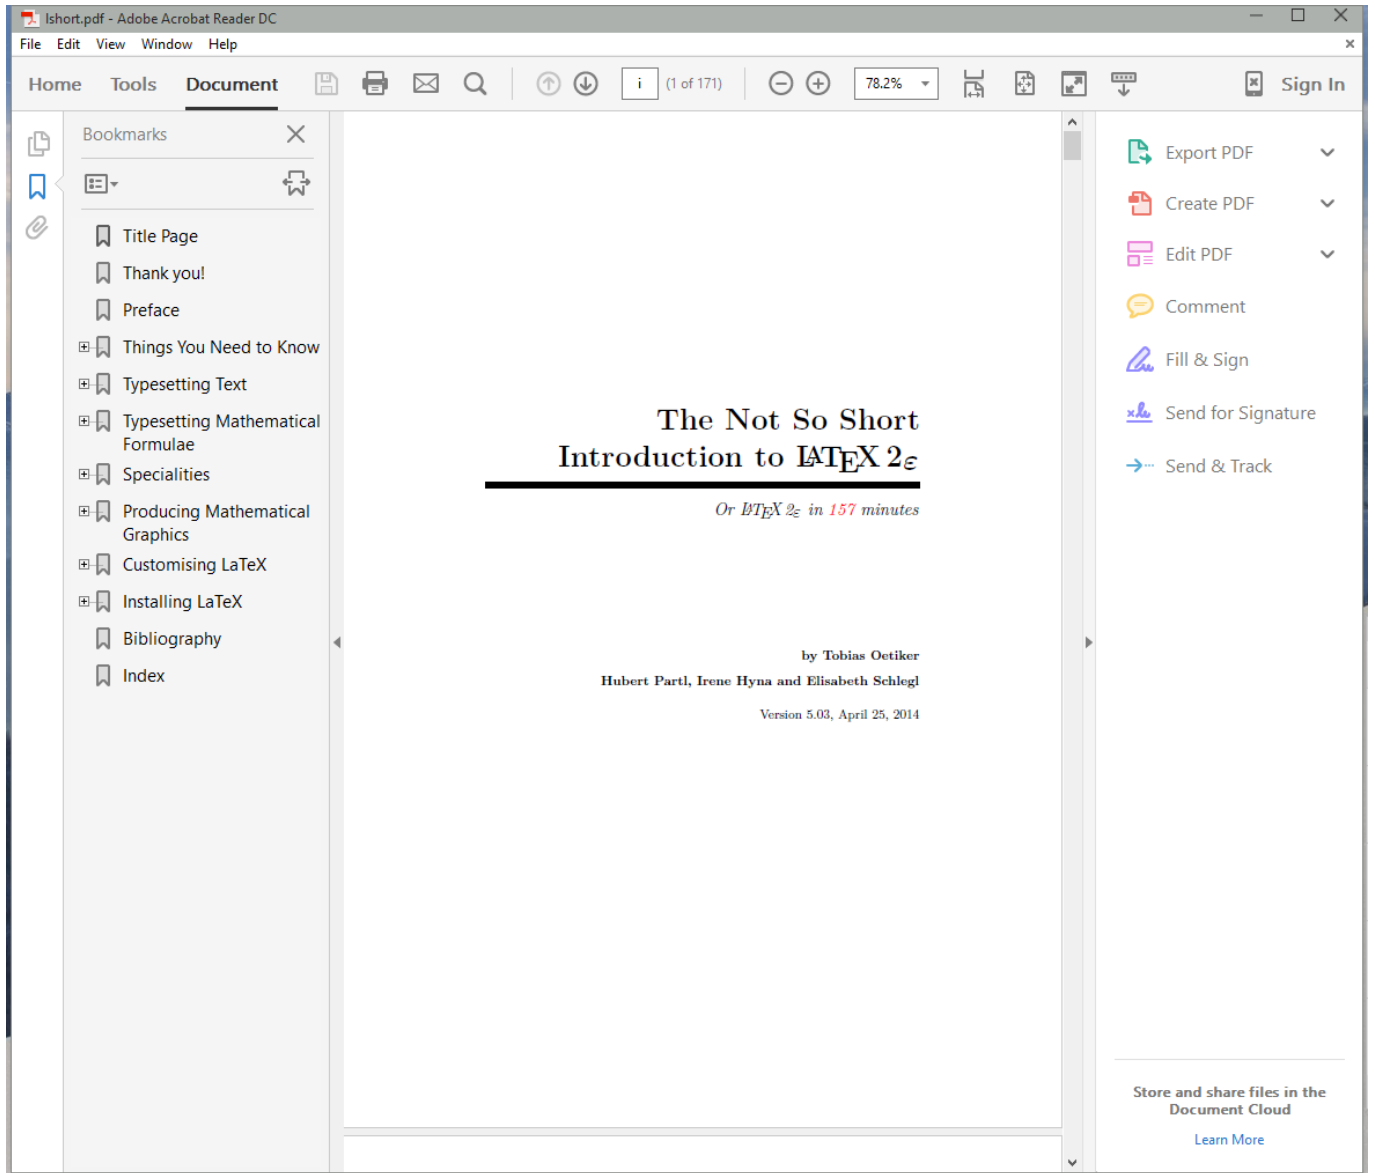 lshort.pdf - Adobe Acrobat Reader DC
File Edit View Window Help
Home Tools Document i (1 of 171) 78.2% Sign In
Bookmarks
Title Page
Thank you!
Preface
Things You Need to Know
Typesetting Text
Typesetting Mathematical
Formulae
Specialities
Producing Mathematical
Graphics
Customising LaTeX
Installing LaTeX
Bibliography
Index
The Not So Short
Introduction to LATEX 2ε
Or LATEX 2ε in 157 minutes
by Tobias Oetiker
Hubert Partl, Irene Hyna and Elisabeth Schlegl
Version 5.03, April 25, 2014
Export PDF
Create PDF
Edit PDF
Comment
Fill & Sign
Send for Signature
Send & Track
Store and share files in the
Document Cloud
Learn More